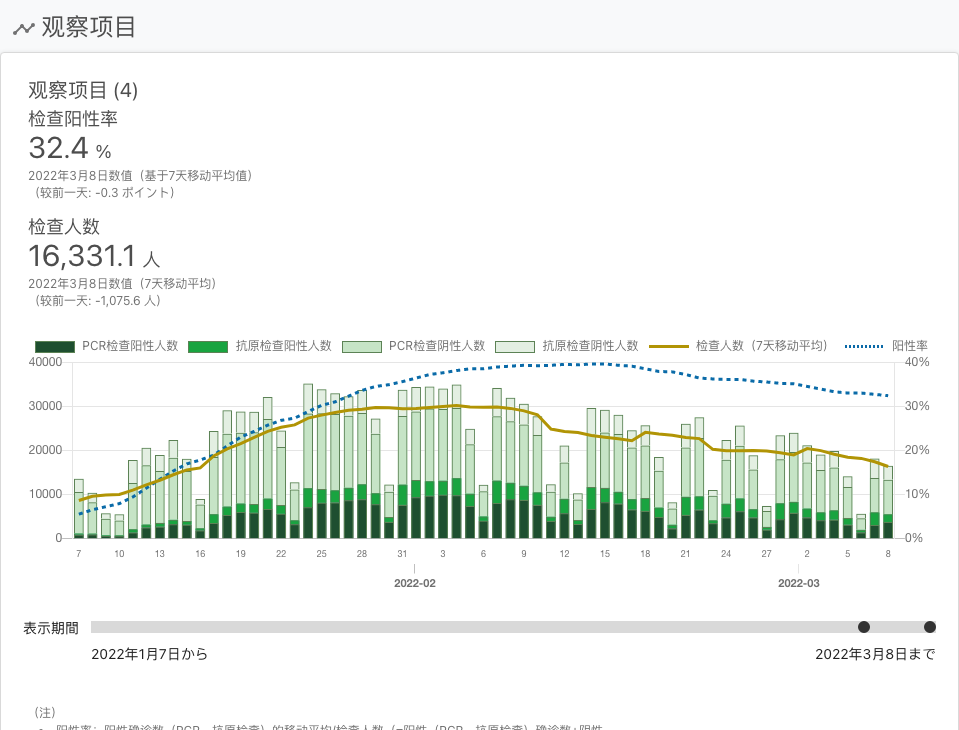 观察项目
观察项目 (4)
检查阳性率
32.4 %
2022年3月8日数值（基于7天移动平均值）
（较前一天: -0.3 ポイント）
检查人数
16,331.1 人
2022年3月8日数值（7天移动平均）
（较前一天: -1,075.6 人）
PCR检查阳性人数 抗原检查阳性人数 PCR检查阴性人数 抗原检查阴性人数 检查人数（7天移动平均） 阳性率
40000 40%
30000 30%
20000 20%
10000 10%
0 0%
7 10 13 16 19 22 25 28 31 3 6 9 12 15 18 21 24 27 2 5 8
2022-02 2022-03
表示期間
2022年1月7日から 2022年3月8日まで
（注）